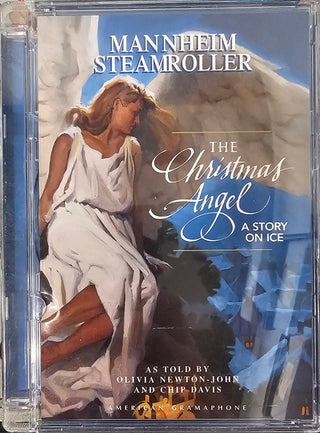 MANNHEIM
STEAMROLLER
THE
Christmas
Angel
A STORY
ON ICE
AS TOLD BY
OLIVIA NEWTON-JOHN
AND CHIP DAVIS
AMERICAN GRAMAPHONE